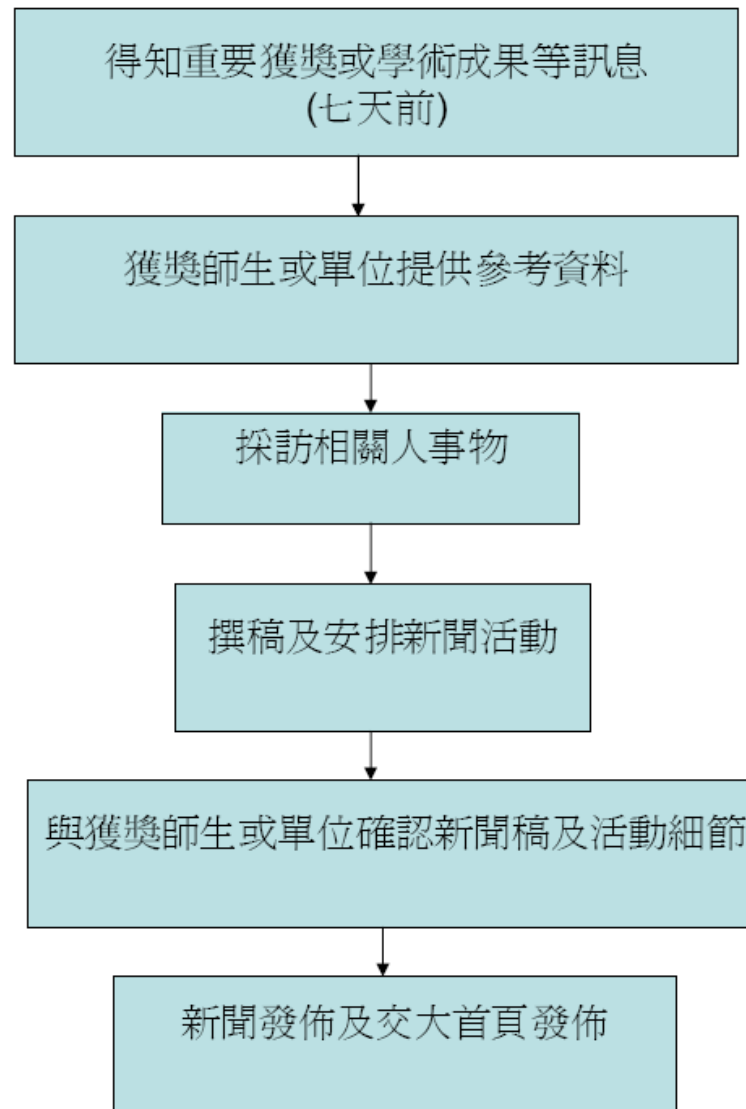 得知重要獲獎或學術成果等訊息
(七天前)
獲獎師生或單位提供參考資料
採訪相關人事物
撰稿及安排新聞活動
與獲獎師生或單位確認新聞稿及活動細節
新聞發佈及交大首頁發佈